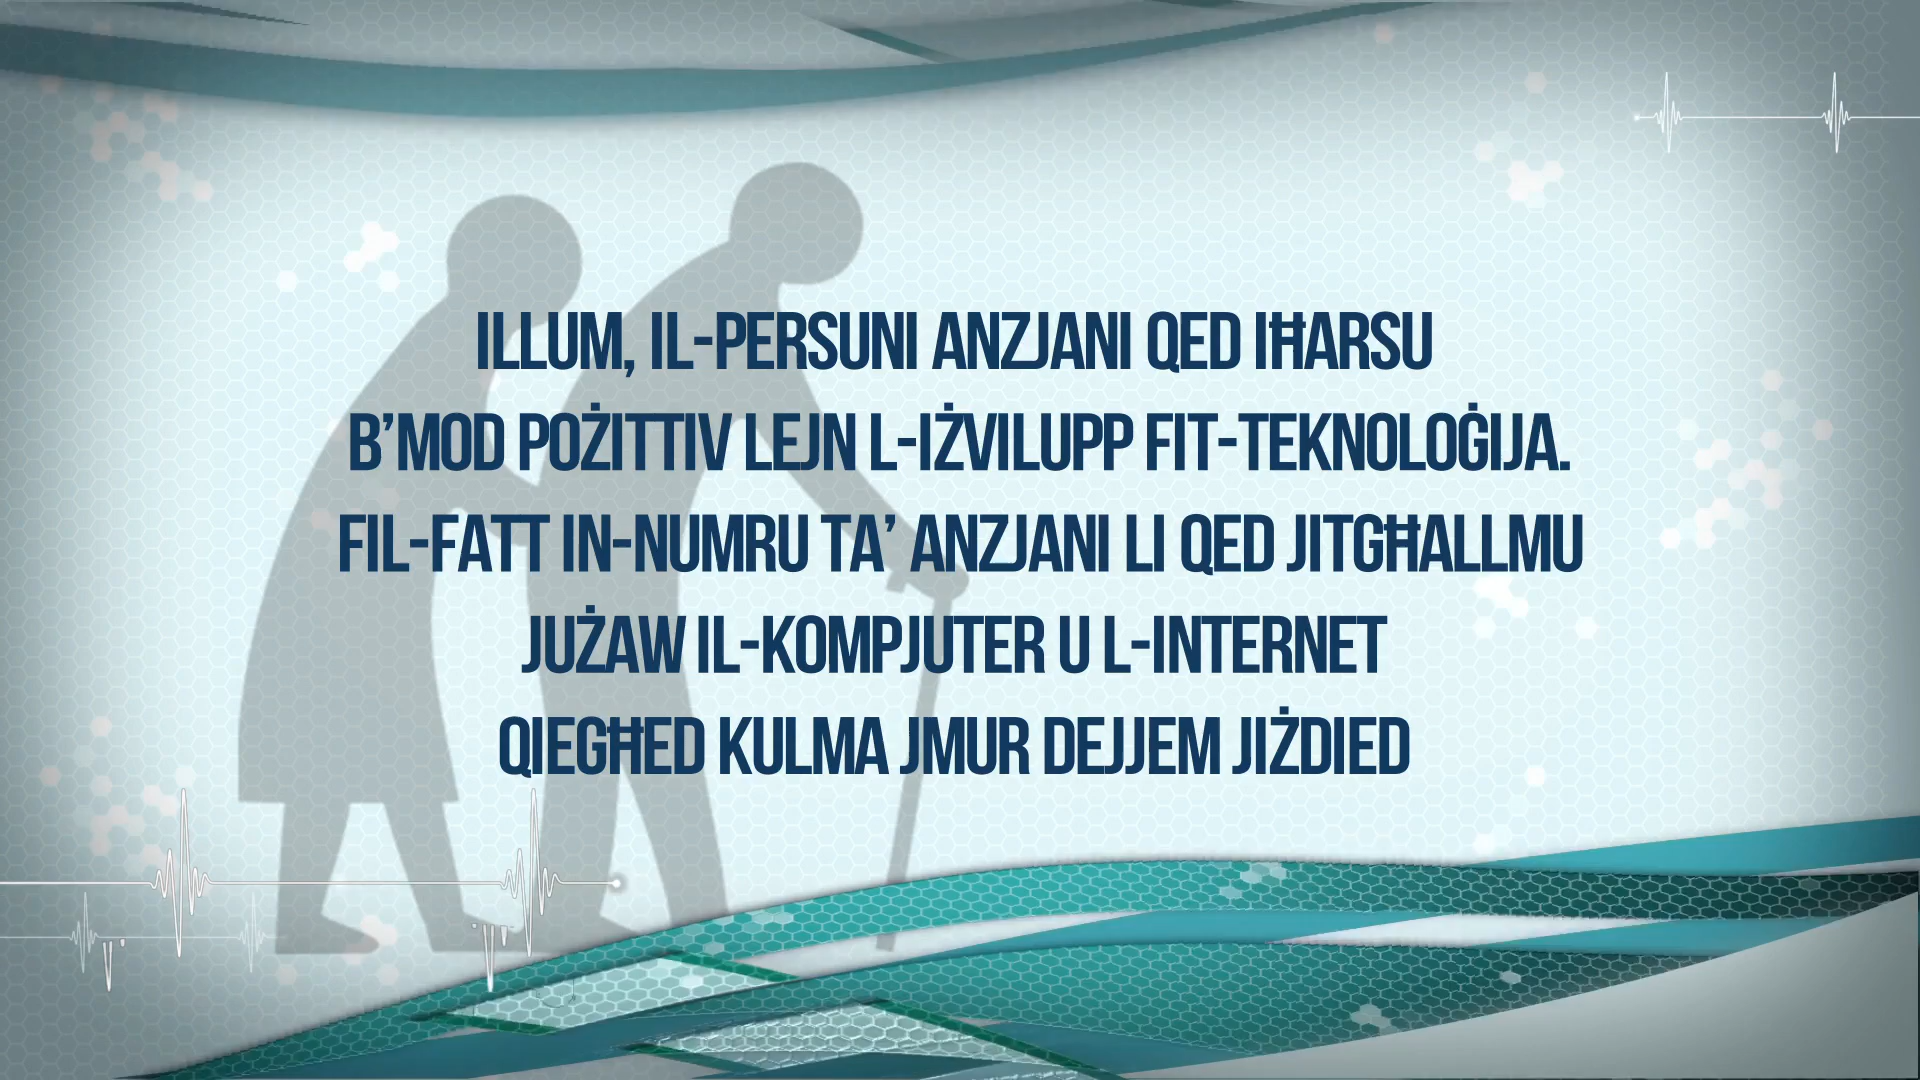 ILLUM, IL-PERSUNI ANZJANI QED IĦARSU
B’MOD POŻITTIV LEJN L-IŻVILUPP FIT-TEKNOLOĠIJA.
FIL-FATT IN-NUMRU TA’ ANZJANI LI QED JITGĦALLMU
JUŻAW IL-KOMPJUTER U L-INTERNET
QIEGĦED KULMA JMUR DEJJEM JIŻDIED